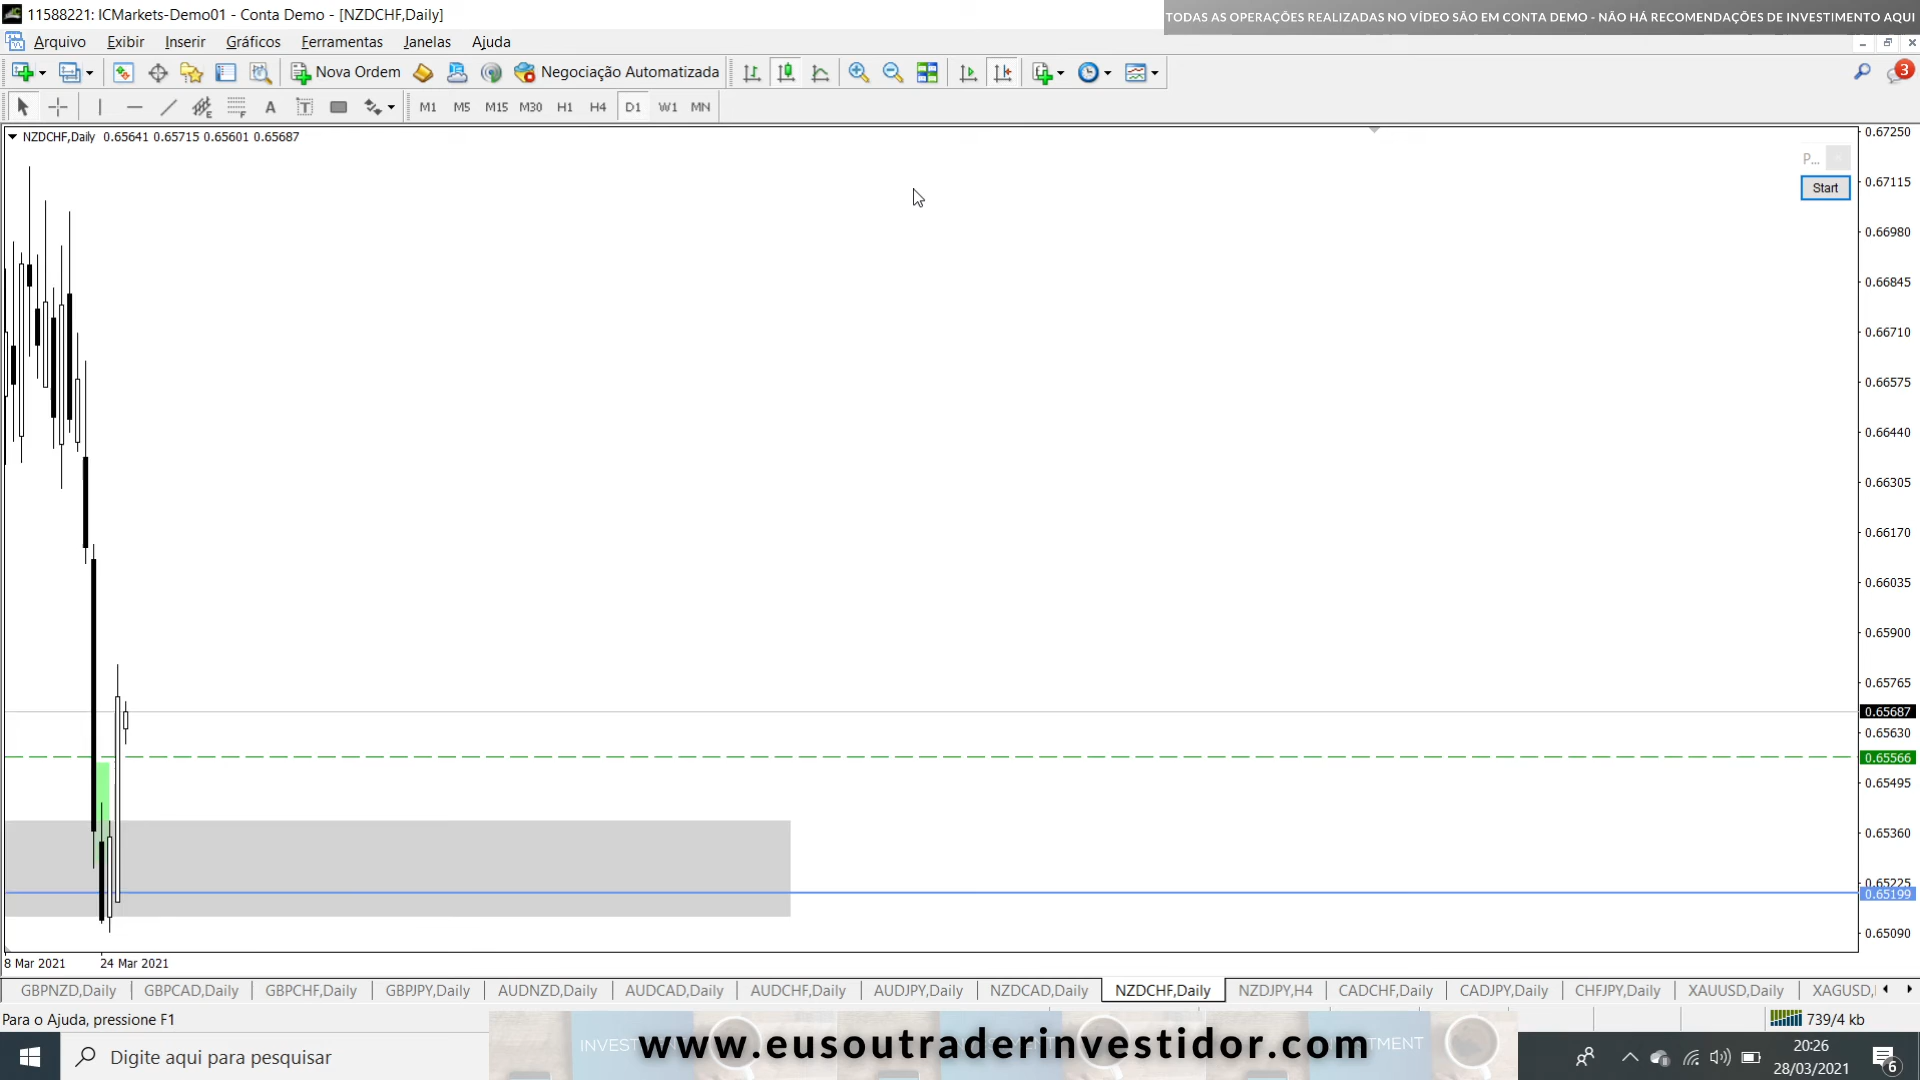 11588221: ICMarkets-Demo01 - Conta Demo - [NZDCHF,Daily]
TODAS AS OPERAÇÕES REALIZADAS NO VÍDEO SÃO EM CONTA DEMO - NÃO HÁ RECOMENDAÇÕES DE INVESTIMENTO AQUI
Arquivo Exibir Inserir Gráficos Ferramentas Janelas Ajuda
Nova Ordem Negociação Automatizada
3
A T M1 M5 M15 M30 H1 H4 D1 W1 MN
NZDCHF,Daily 0.65641 0.65715 0.65601 0.65687
P...
Start
0.67250
0.67115
0.66980
0.66845
0.66710
0.66575
0.66440
0.66305
0.66170
0.66035
0.65900
0.65765
0.65687
0.65630
0.65566
0.65495
0.65360
0.65225
0.65199
0.65090
8 Mar 2021 24 Mar 2021
GBPNZD,Daily GBPCAD,Daily GBPCHF,Daily GBPJPY,Daily AUDNZD,Daily AUDCAD,Daily AUDCHF,Daily AUDJPY,Daily NZDCAD,Daily NZDCHF,Daily NZDJPY,H4 CADCHF,Daily CADJPY,Daily CHFJPY,Daily XAUUSD,Daily XAGUSD,
Para o Ajuda, pressione F1
739/4 kb
Digite aqui para pesquisar
www.eusoutraderinvestidor.com
20:26
28/03/2021
6